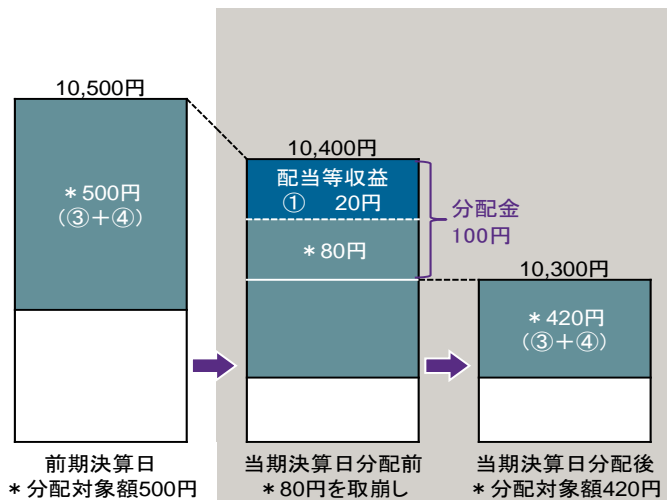 10,500円
＊500円
(③＋④)
前期決算日
＊分配対象額500円
10,400円
配当等収益
① 20円
＊80円
分配金
100円
当期決算日分配前
＊80円を取崩し
10,300円
＊420円
(③＋④)
当期決算日分配後
＊分配対象額420円